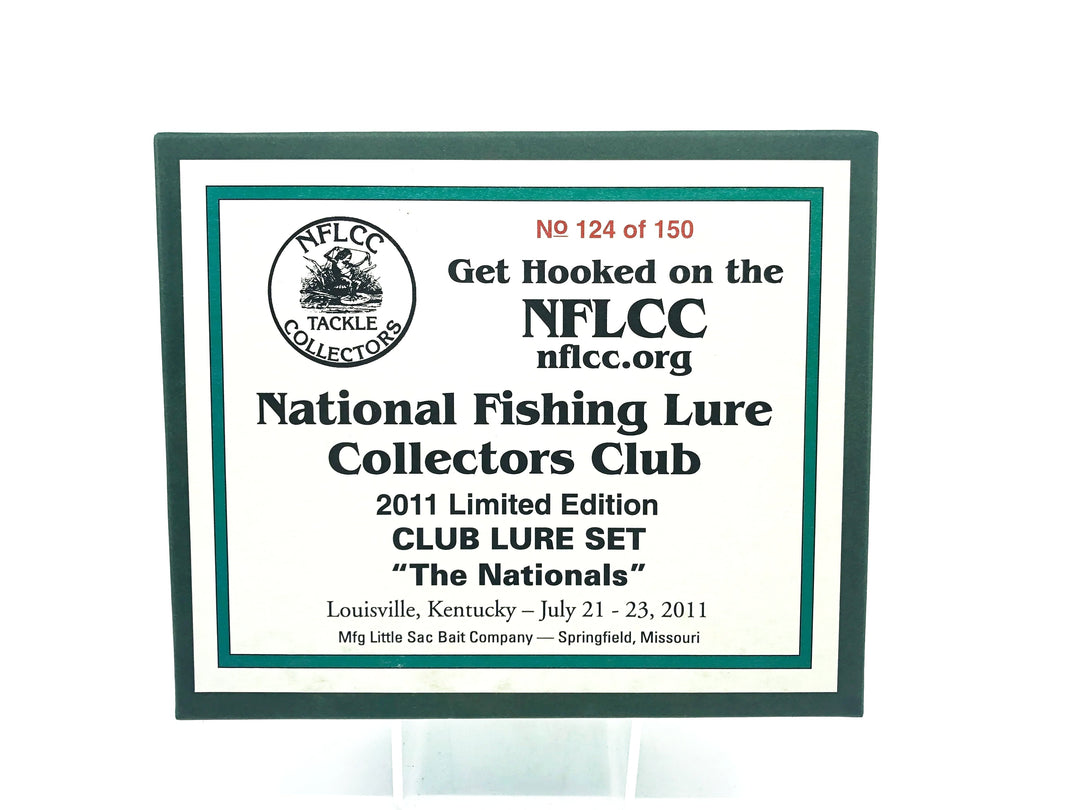 NFLCC
TACKLE
COLLECTORS
Nº 124 of 150
Get Hooked on the
NFLCC
nflcc.org
National Fishing Lure
Collectors Club
2011 Limited Edition
CLUB LURE SET
“The Nationals”
Louisville, Kentucky – July 21 - 23, 2011
Mfg Little Sac Bait Company — Springfield, Missouri